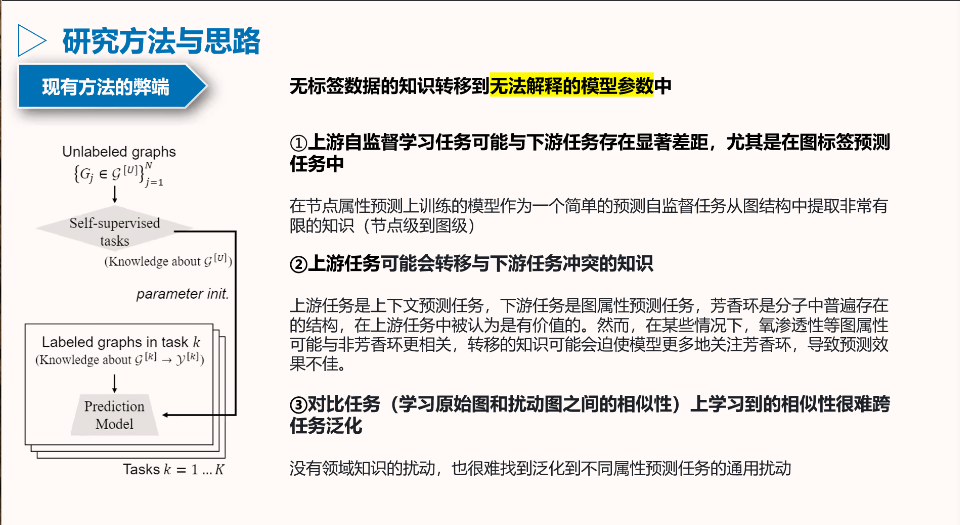 研究方法与思路
现有方法的弊端
Unlabeled graphs
{G_j ∈ 𝒢^[U]}_{j=1}^N
Self-supervised
tasks
(Knowledge about 𝒢^[U])
parameter init.
Labeled graphs in task k
(Knowledge about 𝒢^[k] → 𝒴^[k])
Prediction
Model
Tasks k = 1 … K
无标签数据的知识转移到无法解释的模型参数中
①上游自监督学习任务可能与下游任务存在显著差距，尤其是在图标签预测
任务中
在节点属性预测上训练的模型作为一个简单的预测自监督任务从图结构中提取非常有
限的知识（节点级到图级）
②上游任务可能会转移与下游任务冲突的知识
上游任务是上下文预测任务，下游任务是图属性预测任务，芳香环是分子中普遍存在
的结构，在上游任务中被认为是有价值的。然而，在某些情况下，氧渗透性等图属性
可能与非芳香环更相关，转移的知识可能会迫使模型更多地关注芳香环，导致预测效
果不佳。
③对比任务（学习原始图和扰动图之间的相似性）上学习到的相似性很难跨
任务泛化
没有领域知识的扰动，也很难找到泛化到不同属性预测任务的通用扰动